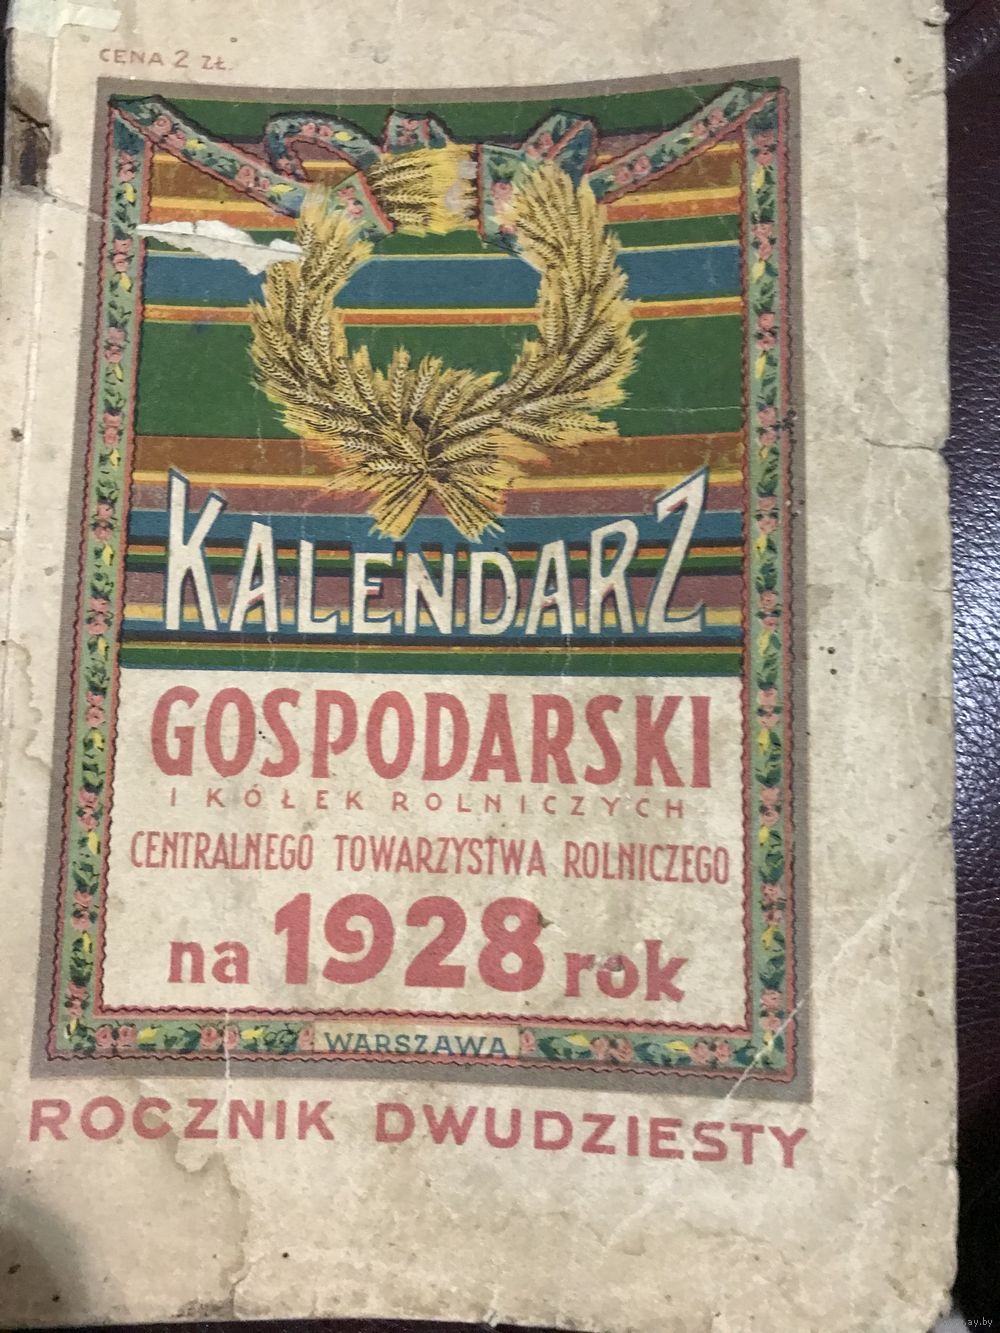 CENA 2 ZŁ.
KALENDARZ
GOSPODARSKI
I KÓŁEK ROLNICZYCH
CENTRALNEGO TOWARZYSTWA ROLNICZEGO
na 1928 rok
WARSZAWA
ROCZNIK DWUDZIESTY